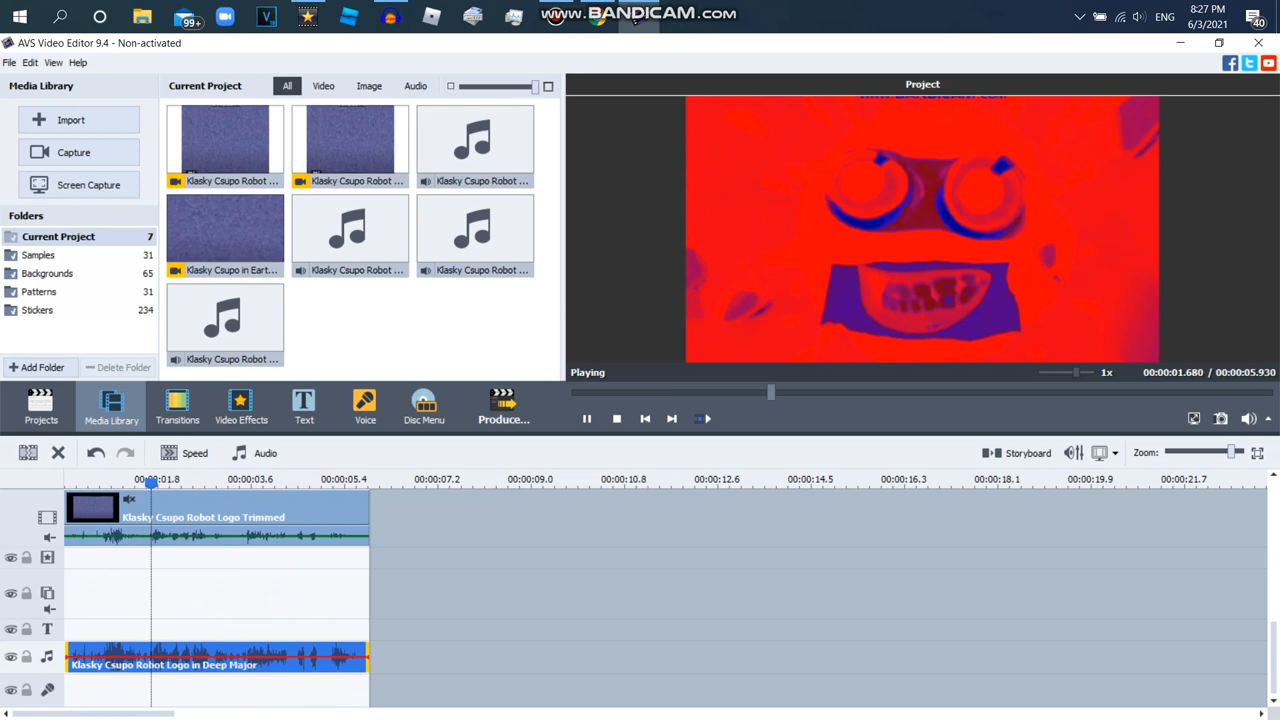 www.BANDICAM.com
99+
ENG
8:27 PM
6/3/2021
40
AVS Video Editor 9.4 - Non-activated
File Edit View Help
Media Library
Current Project
All
Video
Image
Audio
Project
Import
Capture
Screen Capture
Klasky Csupo Robot ...
Klasky Csupo Robot ...
Klasky Csupo Robot ...
Folders
Current Project 7
Samples 31
Backgrounds 65
Patterns 31
Stickers 234
Klasky Csupo in Eart...
Klasky Csupo Robot ...
Klasky Csupo Robot ...
Klasky Csupo Robot ...
Add Folder
Delete Folder
www.BANDICAM.com
Playing
1x
00:00:01.680 / 00:00:05.930
Projects
Media Library
Transitions
Video Effects
Text
Voice
Disc Menu
Produce...
Speed
Audio
Storyboard
Zoom:
00:00:01.8 00:00:03.6 00:00:05.4 00:00:07.2 00:00:09.0 00:00:10.8 00:00:12.6 00:00:14.5 00:00:16.3 00:00:18.1 00:00:19.9 00:00:21.7
Klasky Csupo Robot Logo Trimmed
T
Klasky Csupo Robot Logo in Deep Major